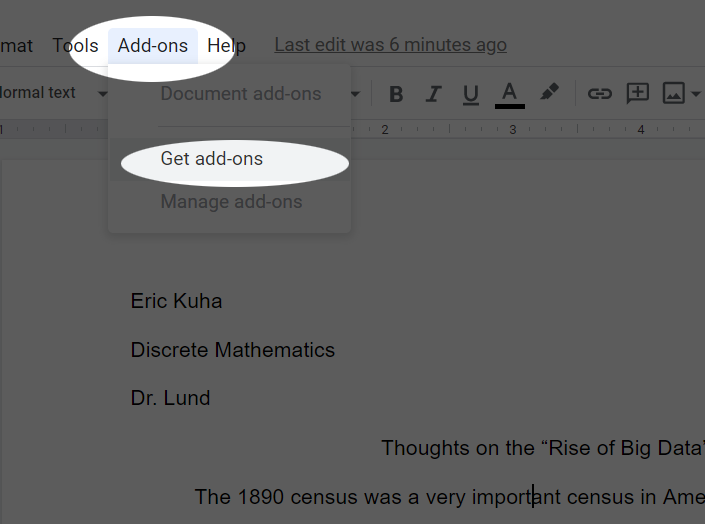 mat Tools Add-ons Help Last edit was 6 minutes ago
ormal text B I U A
Document add-ons
1 2 3 4
Get add-ons
Manage add-ons
Eric Kuha
Discrete Mathematics
Dr. Lund
Thoughts on the “Rise of Big Data”
The 1890 census was a very important census in Ame